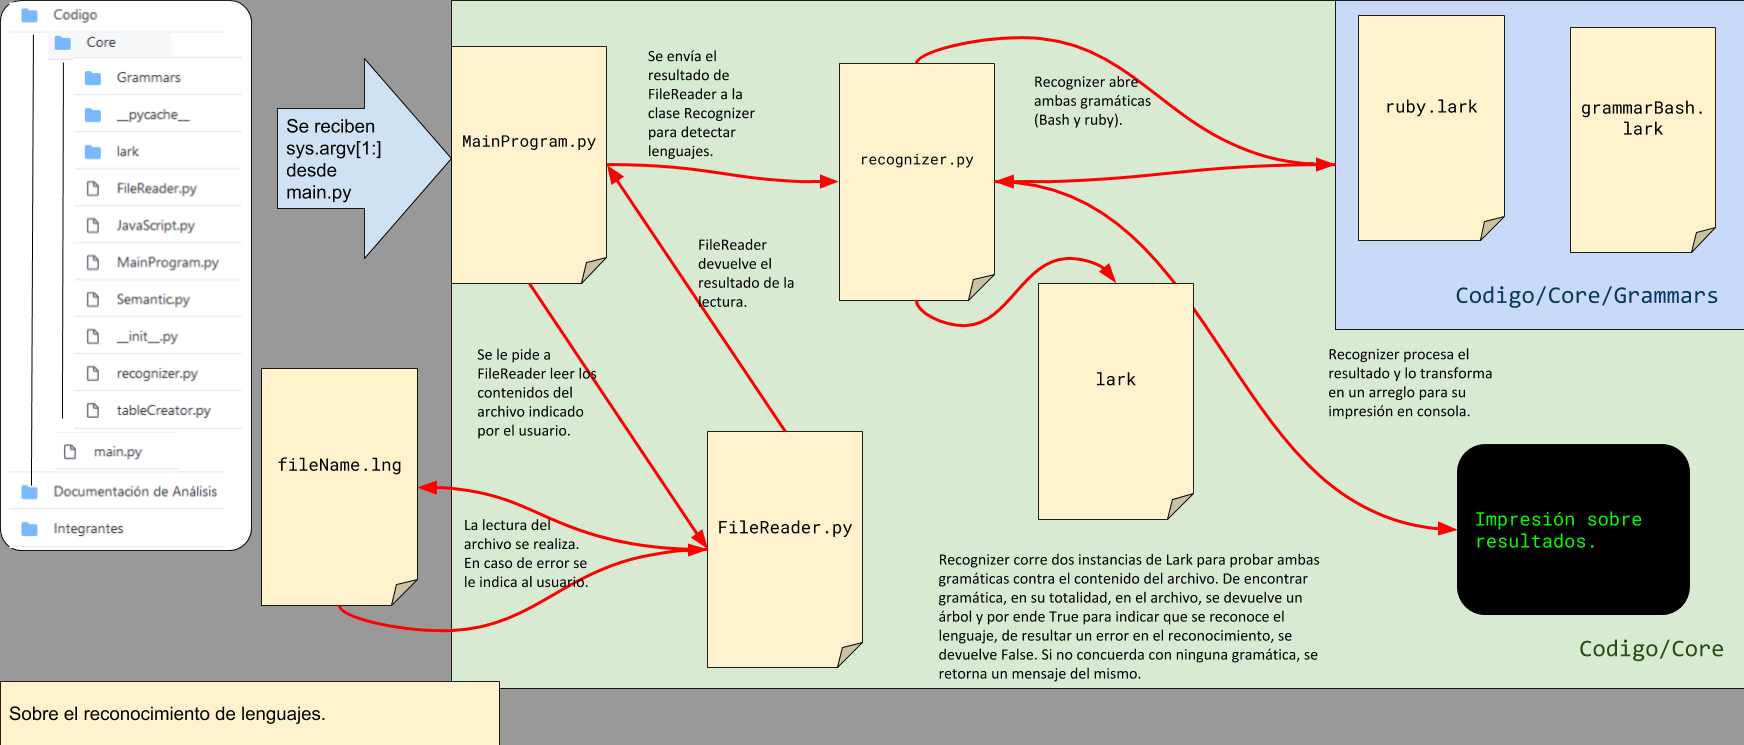 Codigo
Core
Grammars
__pycache__
lark
FileReader.py
JavaScript.py
MainProgram.py
Semantic.py
__init__.py
recognizer.py
tableCreator.py
main.py
Documentación de Análisis
Integrantes
Se reciben
sys.argv[1:]
desde
main.py
MainProgram.py
Se envía el
resultado de
FileReader a la
clase Recognizer
para detectar
lenguajes.
recognizer.py
Recognizer abre
ambas gramáticas
(Bash y ruby).
ruby.lark
grammarBash.
lark
Codigo/Core/Grammars
FileReader
devuelve el
resultado de la
lectura.
Se le pide a
FileReader leer los
contenidos del
archivo indicado
por el usuario.
lark
Recognizer procesa el
resultado y lo transforma
en un arreglo para su
impresión en consola.
fileName.lng
La lectura del
archivo se realiza.
En caso de error se
le indica al usuario.
FileReader.py
Impresión sobre
resultados.
Recognizer corre dos instancias de Lark para probar ambas
gramáticas contra el contenido del archivo. De encontrar
gramática, en su totalidad, en el archivo, se devuelve un
árbol y por ende True para indicar que se reconoce el
lenguaje, de resultar un error en el reconocimiento, se
devuelve False. Si no concuerda con ninguna gramática, se
retorna un mensaje del mismo.
Codigo/Core
Sobre el reconocimiento de lenguajes.